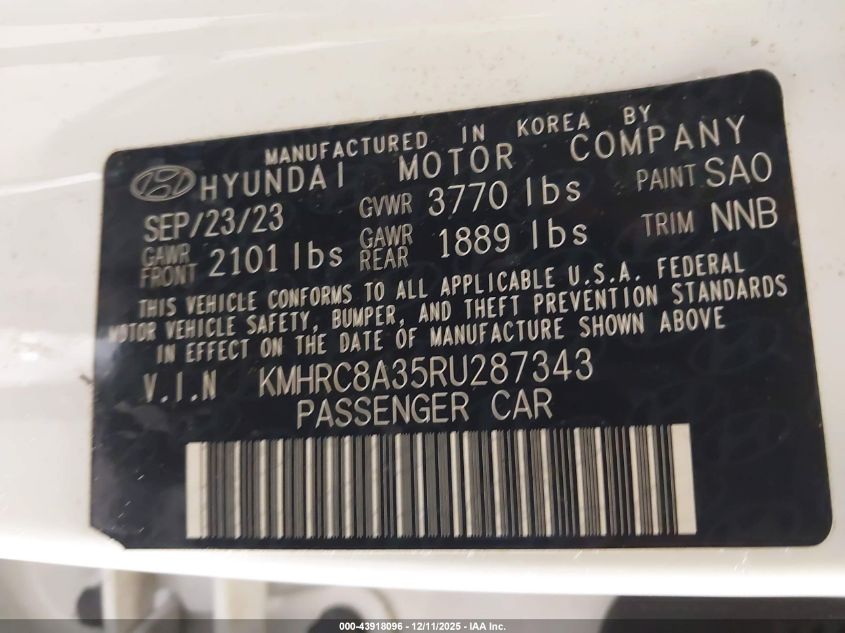 MANUFACTURED IN KOREA BY
HYUNDAI MOTOR COMPANY
SEP/23/23 GVWR 3770 lbs PAINT SAO
GAWR FRONT 2101 lbs GAWR REAR 1889 lbs TRIM NNB
THIS VEHICLE CONFORMS TO ALL APPLICABLE U.S.A. FEDERAL
MOTOR VEHICLE SAFETY, BUMPER, AND THEFT PREVENTION STANDARDS
IN EFFECT ON THE DATE OF MANUFACTURE SHOWN ABOVE
V.I.N KMHRC8A35RU287343
PASSENGER CAR
000-43918096 - 12/11/2025 - IAA Inc.